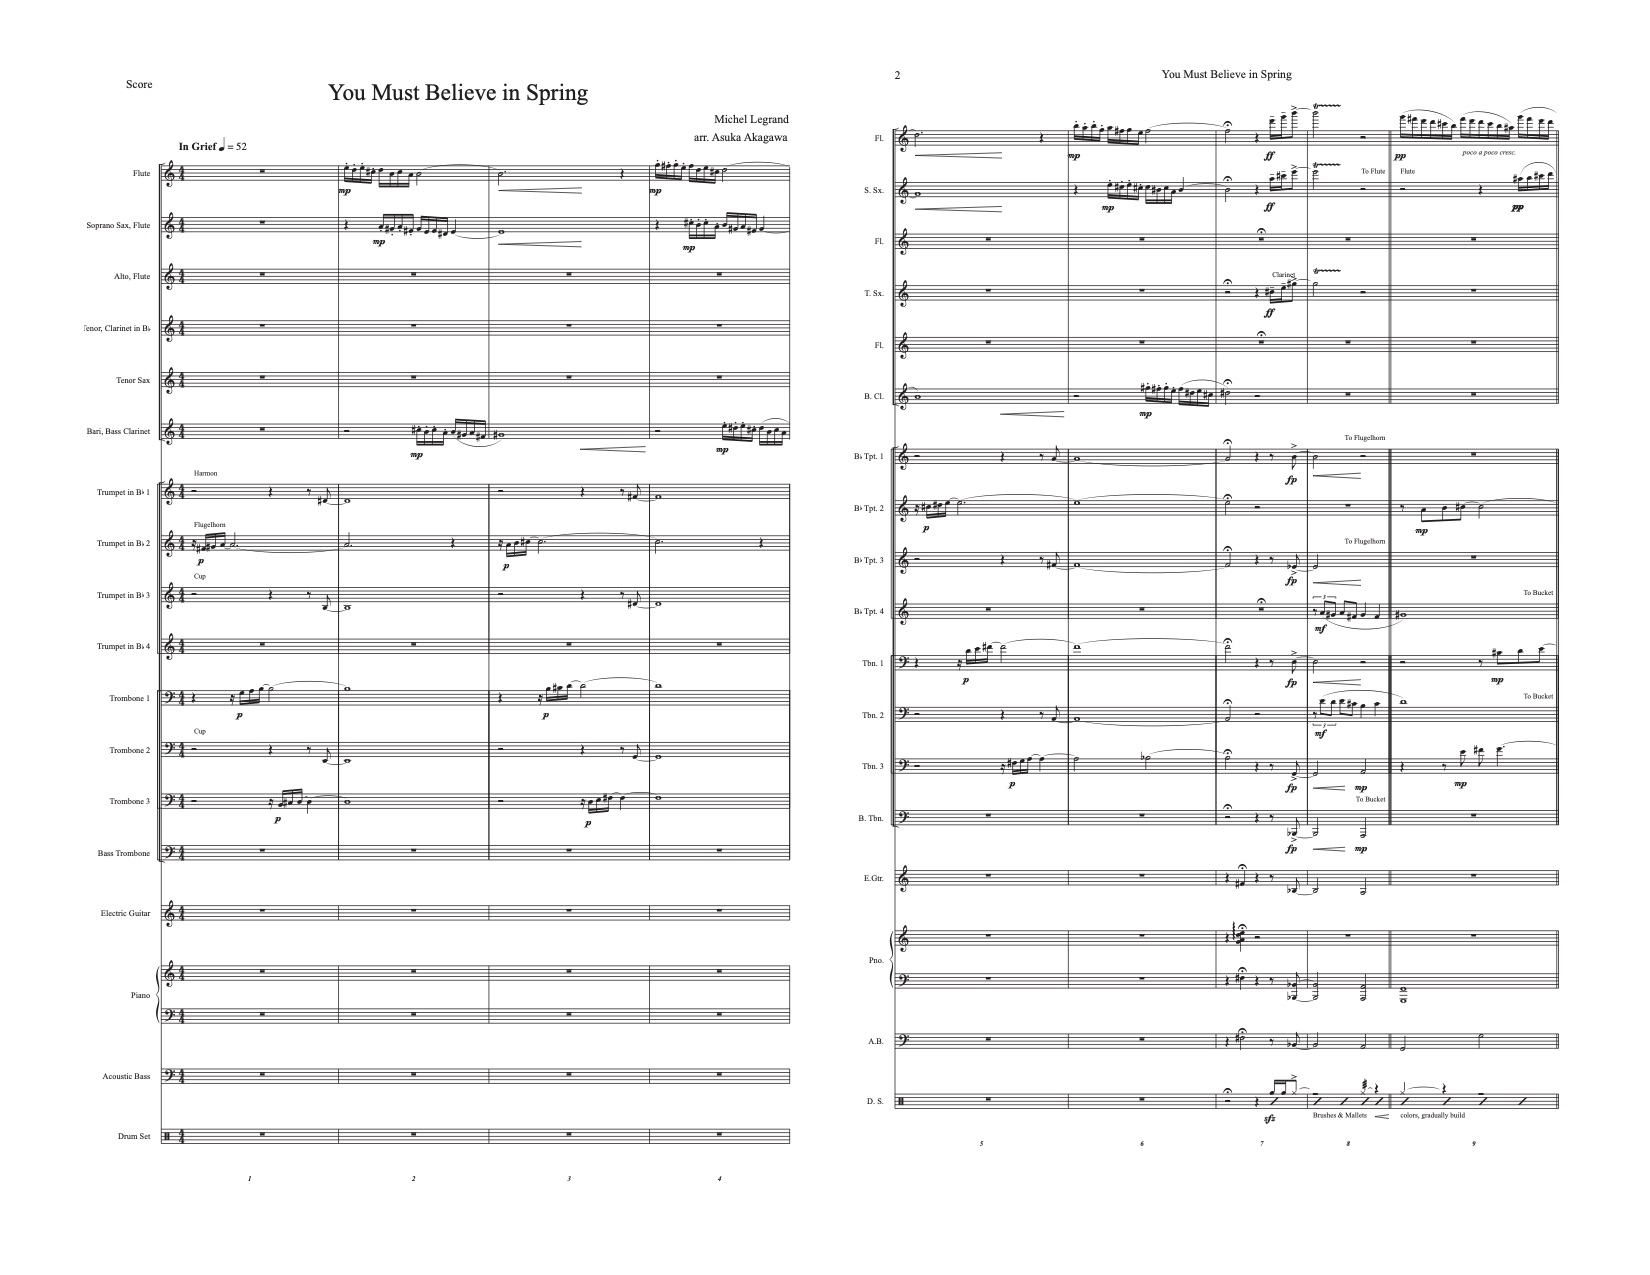 Score
You Must Believe in Spring
Michel Legrand
arr. Asuka Akagawa
In Grief ♩ = 52
Flute
mp
mp
Soprano Sax, Flute
mp
mp
Alto, Flute
Tenor, Clarinet in B♭
Tenor Sax
Bari, Bass Clarinet
mp
mp
Harmon
Trumpet in B♭ 1
Flugelhorn
Trumpet in B♭ 2
p
p
Cup
Trumpet in B♭ 3
Trumpet in B♭ 4
Trombone 1
p
p
Cup
Trombone 2
Trombone 3
p
p
Bass Trombone
Electric Guitar
Piano
Acoustic Bass
Drum Set
1 2 3 4
2
You Must Believe in Spring
Fl.
mp ff pp poco a poco cresc.
To Flute Flute
S. Sx.
mp ff pp
Fl.
Clarinet
T. Sx.
ff
Fl.
B. Cl.
mp
To Flugelhorn
B♭ Tpt. 1
fp
B♭ Tpt. 2
p mp
To Flugelhorn
B♭ Tpt. 3
fp
To Bucket
3
B♭ Tpt. 4
mf
Tbn. 1
p fp mp
To Bucket
Tbn. 2
3
mf
Tbn. 3
p fp mp mp
To Bucket
B. Tbn.
fp mp
E.Gtr.
Pno.
A.B.
D. S.
sfz Brushes & Mallets colors, gradually build
5 6 7 8 9